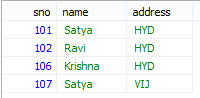 sno name address
101 Satya HYD
102 Ravi HYD
106 Krishna HYD
107 Satya VIJ